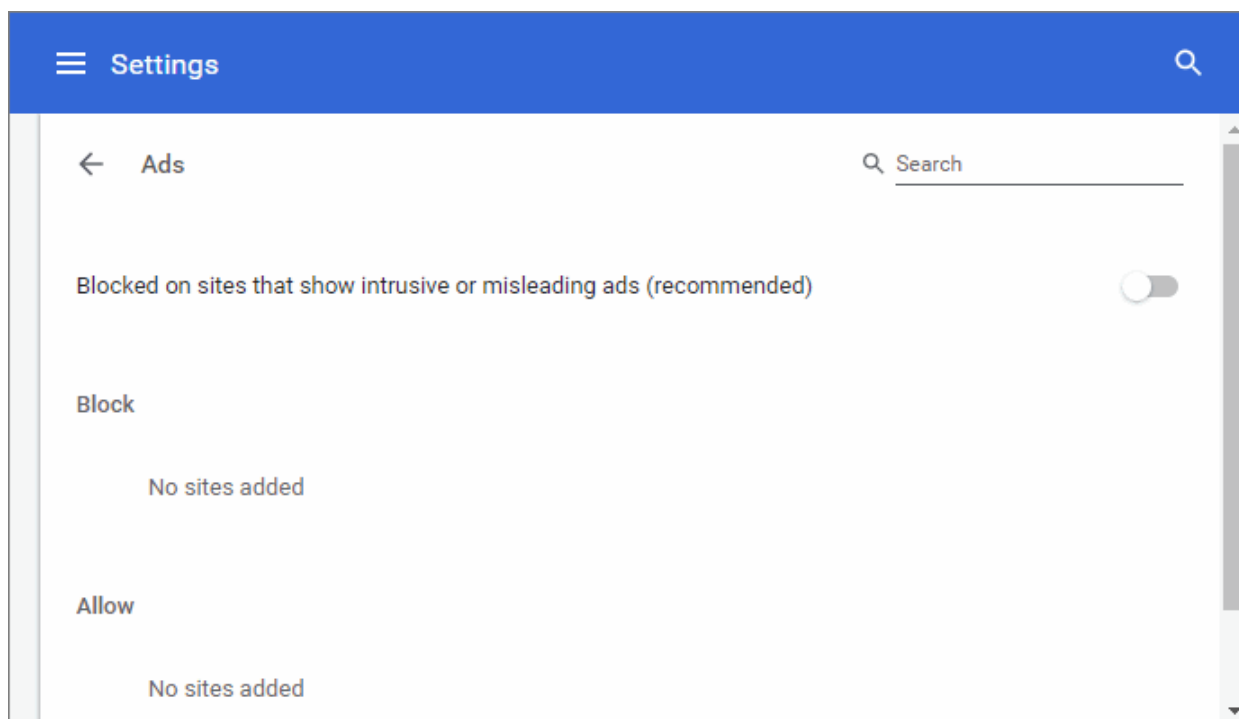 Settings
Ads
Search
Blocked on sites that show intrusive or misleading ads (recommended)
Block
No sites added
Allow
No sites added